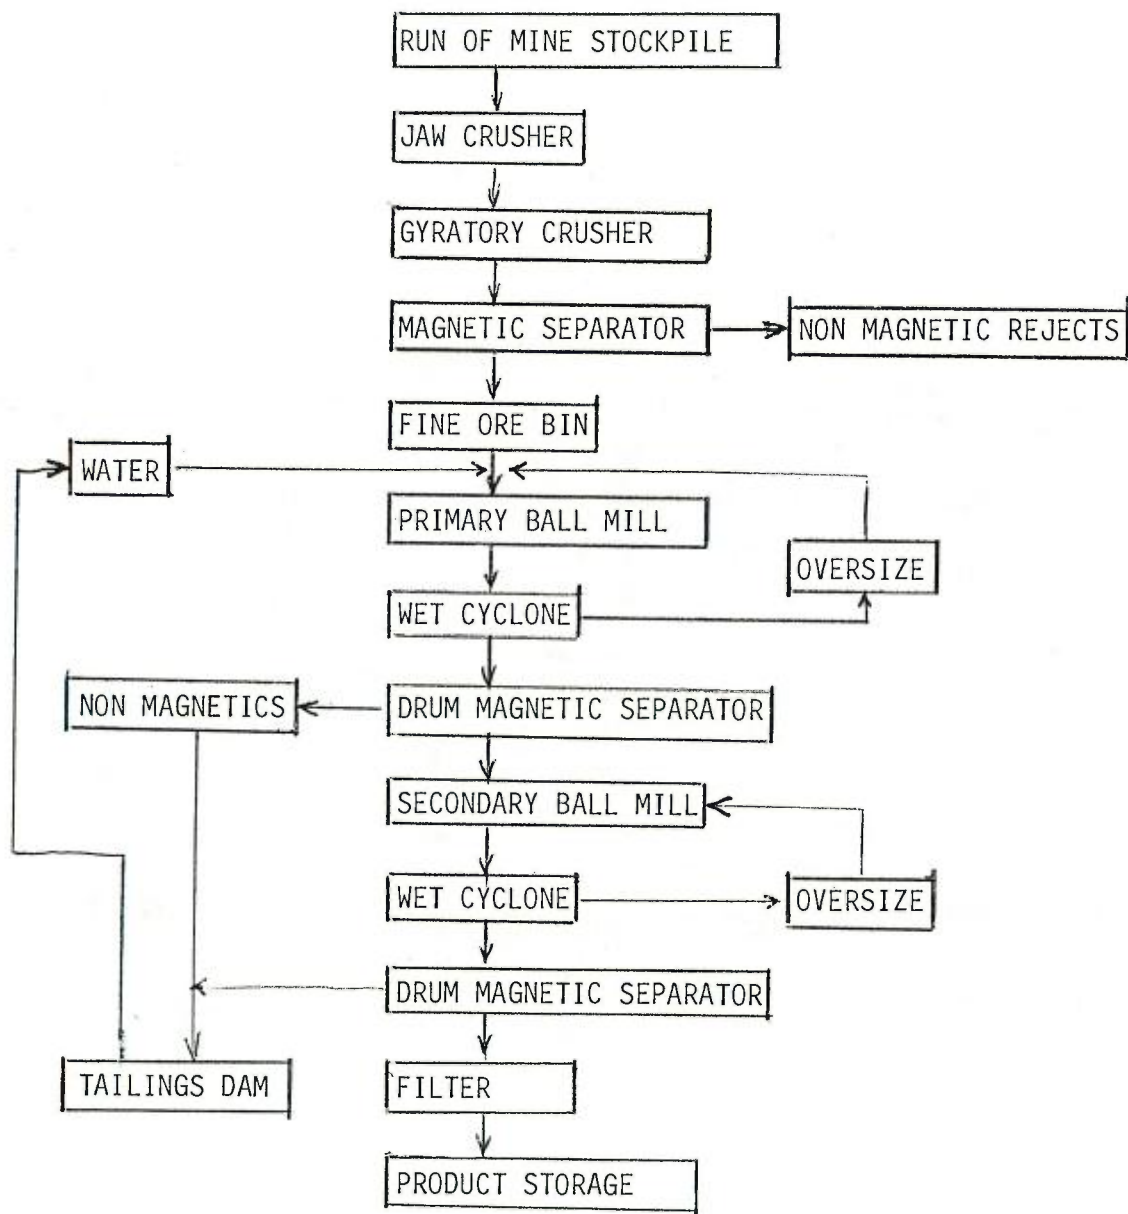 RUN OF MINE STOCKPILE
JAW CRUSHER
GYRATORY CRUSHER
MAGNETIC SEPARATOR
NON MAGNETIC REJECTS
FINE ORE BIN
WATER
PRIMARY BALL MILL
OVERSIZE
WET CYCLONE
NON MAGNETICS
DRUM MAGNETIC SEPARATOR
SECONDARY BALL MILL
WET CYCLONE
OVERSIZE
DRUM MAGNETIC SEPARATOR
TAILINGS DAM
FILTER
PRODUCT STORAGE